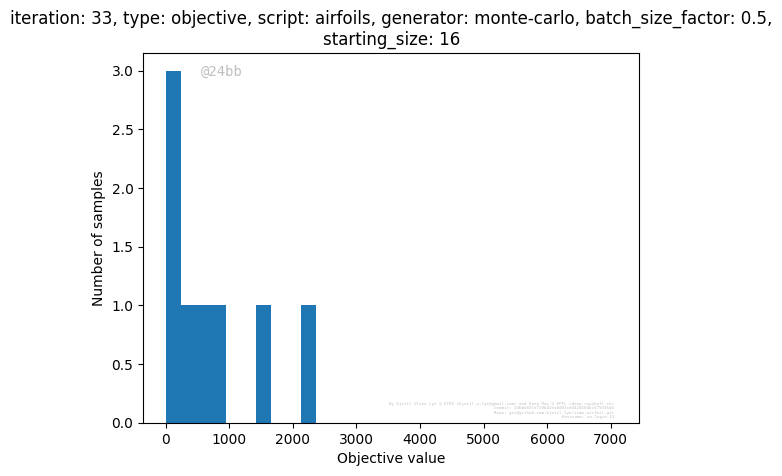 iteration: 33, type: objective, script: airfoils, generator: monte-carlo, batch_size_factor: 0.5,
starting_size: 16
@24bb
3.0
2.5
2.0
1.5
1.0
0.5
0.0
Number of samples
0 1000 2000 3000 4000 5000 6000 7000
Objective value